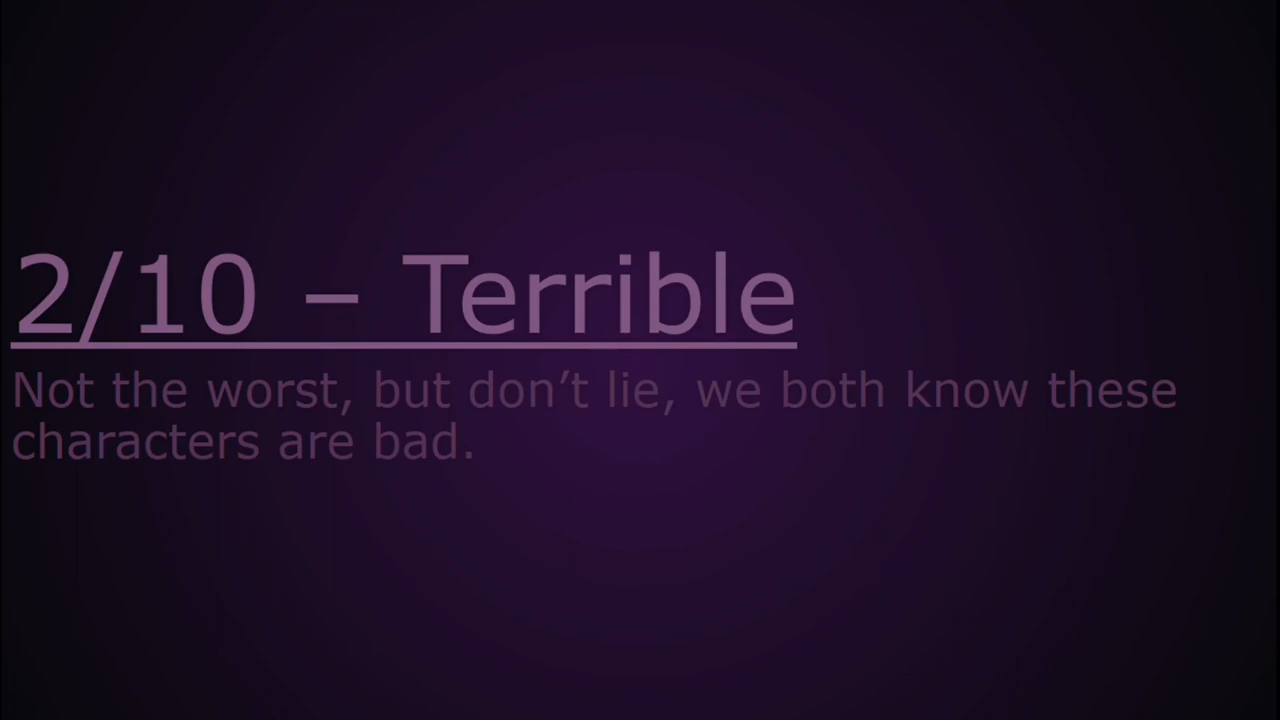 2/10 – Terrible
Not the worst, but don’t lie, we both know these
characters are bad.